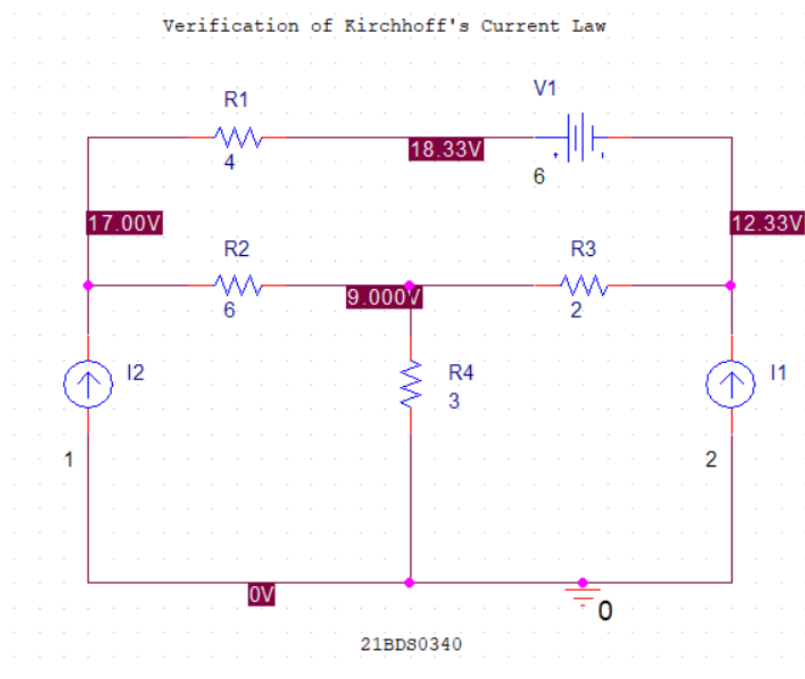 Verification of Kirchhoff's Current Law
V1
R1
18.33V
4
6
17.00V
12.33V
R2
R3
9.000V
6
2
I2
R4
I1
3
1
2
0V
0
21BDS0340